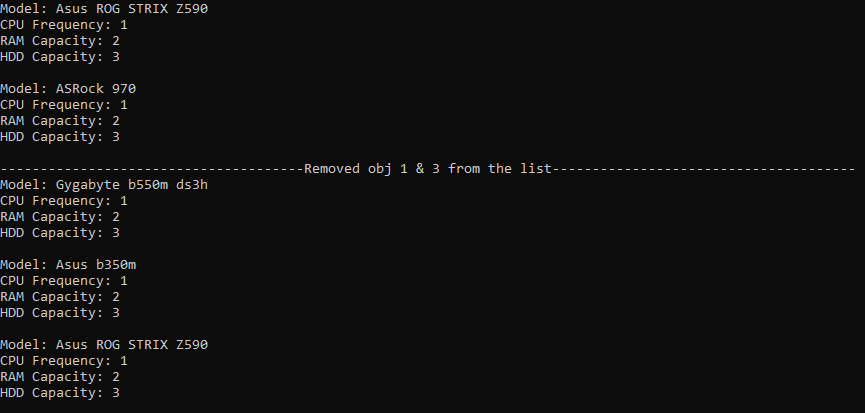 Model: Asus ROG STRIX Z590
CPU Frequency: 1
RAM Capacity: 2
HDD Capacity: 3
Model: ASRock 970
CPU Frequency: 1
RAM Capacity: 2
HDD Capacity: 3
--------------------------------------Removed obj 1 & 3 from the list--------------------------------------
Model: Gygabyte b550m ds3h
CPU Frequency: 1
RAM Capacity: 2
HDD Capacity: 3
Model: Asus b350m
CPU Frequency: 1
RAM Capacity: 2
HDD Capacity: 3
Model: Asus ROG STRIX Z590
CPU Frequency: 1
RAM Capacity: 2
HDD Capacity: 3